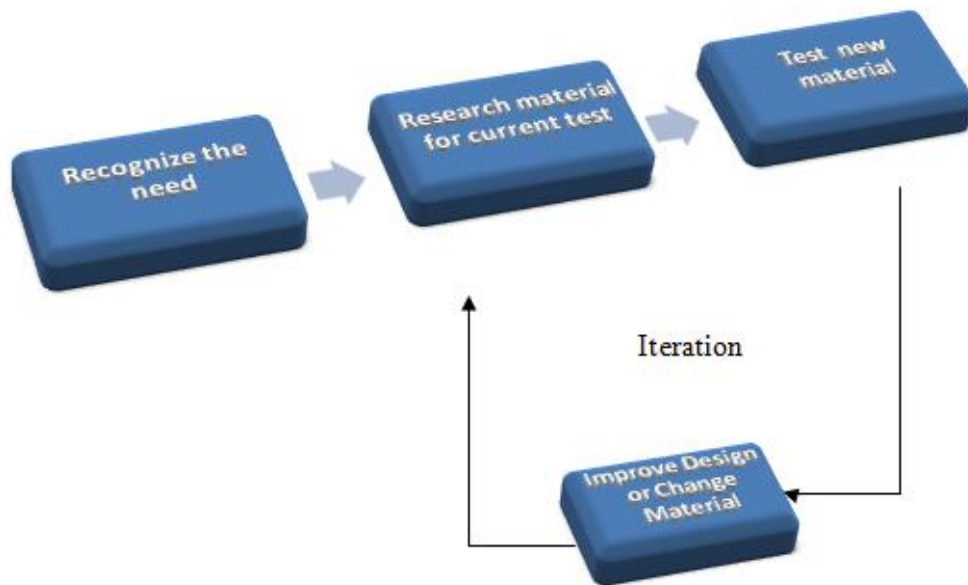 Recognize the
need
Research material
for current test
Test new
material
Iteration
Improve Design
or Change
Material